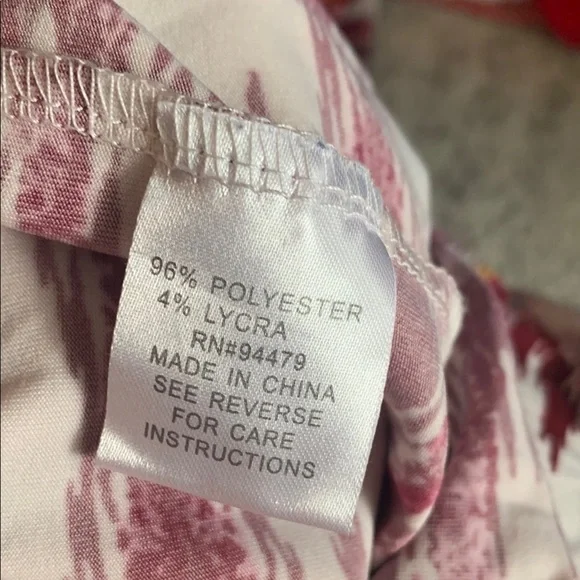 96% POLYESTER
4% LYCRA
RN#94479
MADE IN CHINA
SEE REVERSE
FOR CARE
INSTRUCTIONS